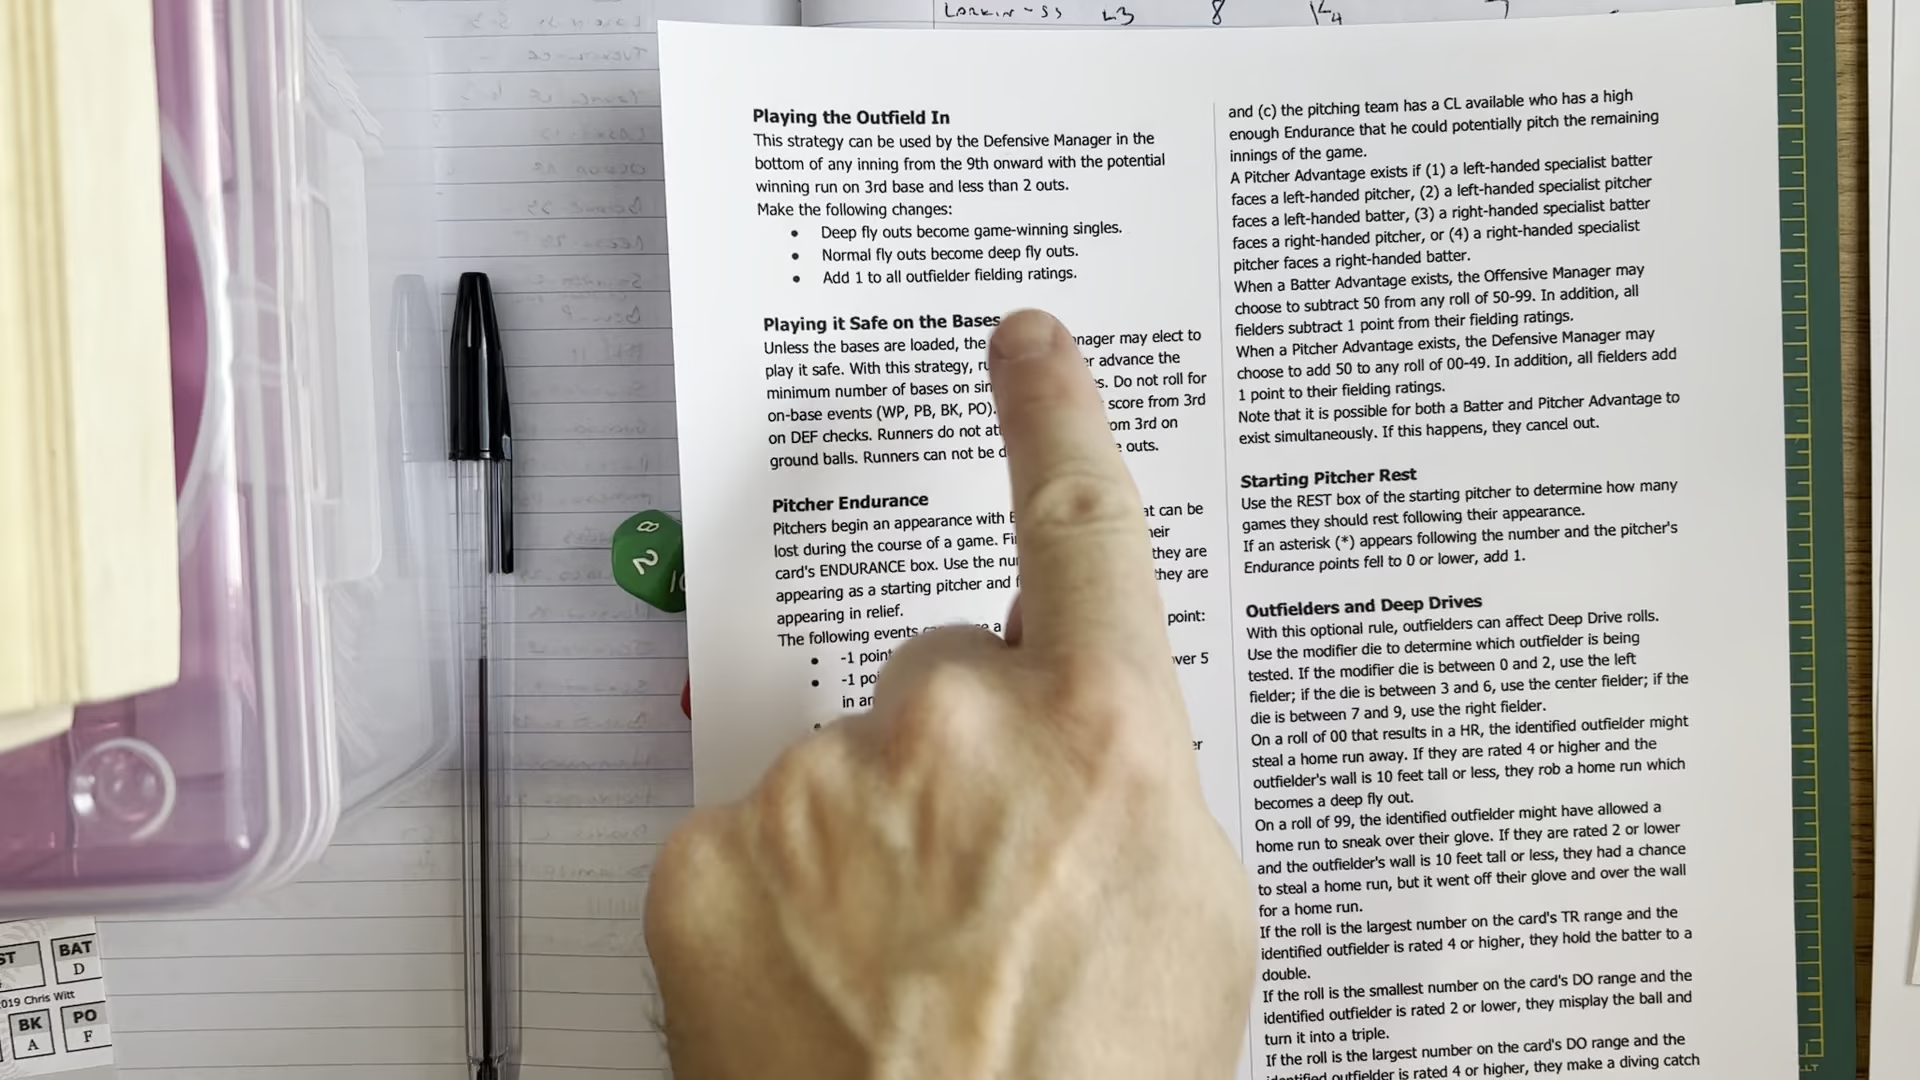 LARKIN - SS L3 8
Playing the Outfield In
This strategy can be used by the Defensive Manager in the
bottom of any inning from the 9th onward with the potential
winning run on 3rd base and less than 2 outs.
Make the following changes:
• Deep fly outs become game-winning singles.
• Normal fly outs become deep fly outs.
• Add 1 to all outfielder fielding ratings.
Playing it Safe on the Bases
Unless the bases are loaded, the may elect to
play it safe. With this strategy, advance the
minimum number of bases on Do not roll for
on-base events (WP, PB, BK, PO). score from 3rd
on DEF checks. Runners do not 3rd on
ground balls. Runners can not be outs.
Pitcher Endurance
Pitchers begin an appearance with can be
lost during the course of a game.
card's ENDURANCE box. Use the they are
appearing as a starting pitcher and they are
appearing in relief.
The following events a point:
• -1 point over 5
• -1
in
and (c) the pitching team has a CL available who has a high
enough Endurance that he could potentially pitch the remaining
innings of the game.
A Pitcher Advantage exists if (1) a left-handed specialist batter
faces a left-handed pitcher, (2) a left-handed specialist pitcher
faces a left-handed batter, (3) a right-handed specialist batter
faces a right-handed pitcher, or (4) a right-handed specialist
pitcher faces a right-handed batter.
When a Batter Advantage exists, the Offensive Manager may
choose to subtract 50 from any roll of 50-99. In addition, all
fielders subtract 1 point from their fielding ratings.
When a Pitcher Advantage exists, the Defensive Manager may
choose to add 50 to any roll of 00-49. In addition, all fielders add
1 point to their fielding ratings.
Note that it is possible for both a Batter and Pitcher Advantage to
exist simultaneously. If this happens, they cancel out.
Starting Pitcher Rest
Use the REST box of the starting pitcher to determine how many
games they should rest following their appearance.
If an asterisk (*) appears following the number and the pitcher's
Endurance points fell to 0 or lower, add 1.
Outfielders and Deep Drives
With this optional rule, outfielders can affect Deep Drive rolls.
Use the modifier die to determine which outfielder is being
tested. If the modifier die is between 0 and 2, use the left
fielder; if the die is between 3 and 6, use the center fielder; if the
die is between 7 and 9, use the right fielder.
On a roll of 00 that results in a HR, the identified outfielder might
steal a home run away. If they are rated 4 or higher and the
outfielder's wall is 10 feet tall or less, they rob a home run which
becomes a deep fly out.
On a roll of 99, the identified outfielder might have allowed a
home run to sneak over their glove. If they are rated 2 or lower
and the outfielder's wall is 10 feet tall or less, they had a chance
to steal a home run, but it went off their glove and over the wall
for a home run.
If the roll is the largest number on the card's TR range and the
identified outfielder is rated 4 or higher, they hold the batter to a
double.
If the roll is the smallest number on the card's DO range and the
identified outfielder is rated 2 or lower, they misplay the ball and
turn it into a triple.
If the roll is the largest number on the card's DO range and the
identified outfielder is rated 4 or higher, they make a diving catch
8
2
BAT
D
Chris Witt
BK
A
PO
F